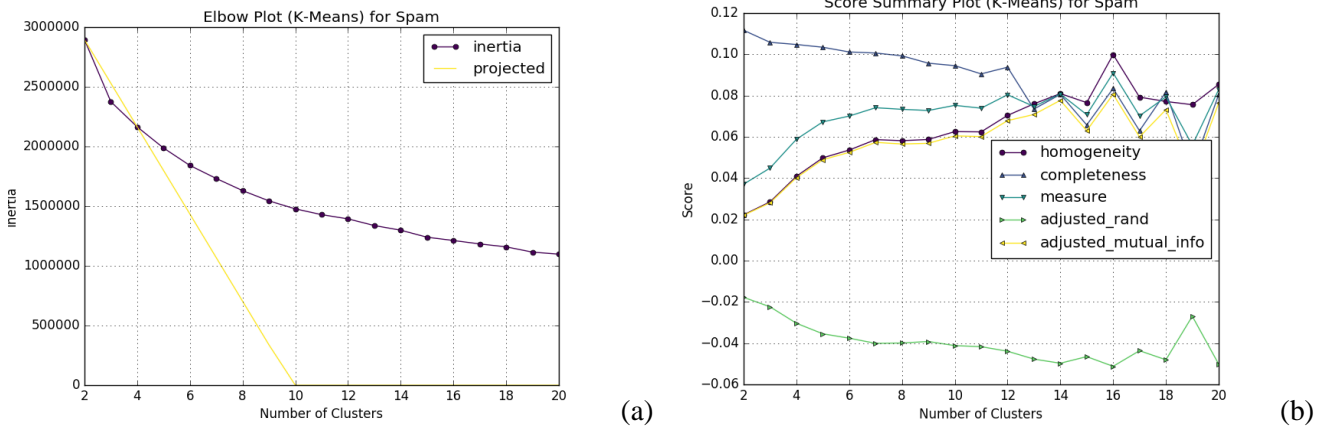 Elbow Plot (K-Means) for Spam
3000000
2500000
2000000
1500000
1000000
500000
0
Inertia
inertia
projected
2 4 6 8 10 12 14 16 18 20
Number of Clusters
(a)
Score Summary Plot (K-Means) for Spam
0.12
0.10
0.08
0.06
0.04
0.02
0.00
−0.02
−0.04
−0.06
Score
homogeneity
completeness
measure
adjusted_rand
adjusted_mutual_info
2 4 6 8 10 12 14 16 18 20
Number of Clusters
(b)